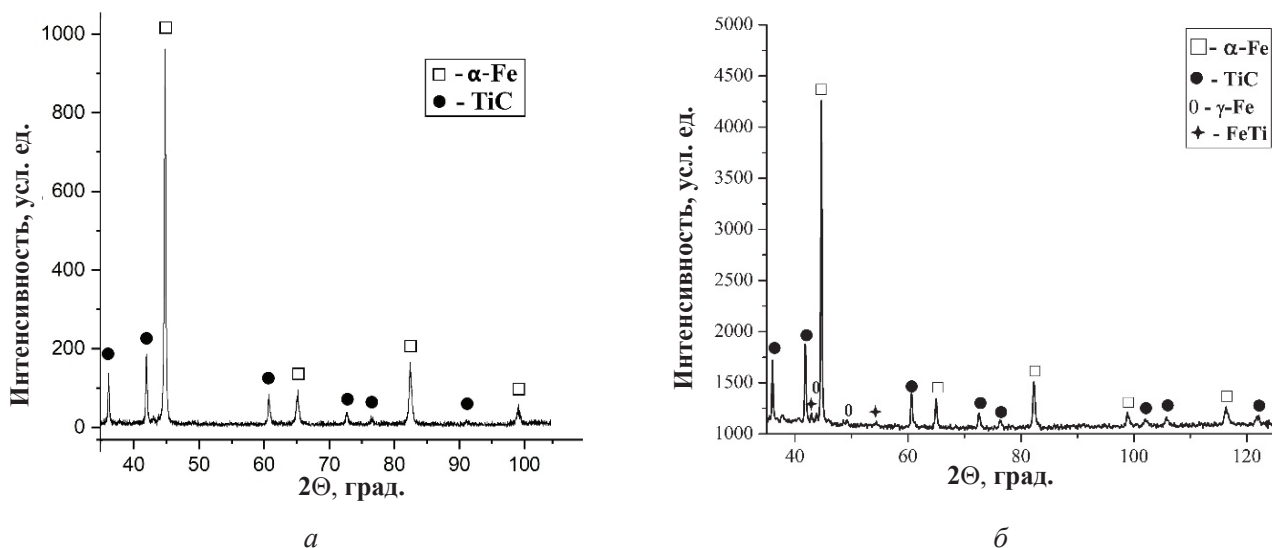 1000
800
600
400
200
0
Интенсивность, усл. ед.
□ - α-Fe
● - TiC
40 50 60 70 80 90 100
2Θ, град.
а
5000
4750
4500
3500
3000
2500
2000
1500
1000
Интенсивность, усл. ед.
□ - α-Fe
● - TiC
0 - γ-Fe
✦ - FeTi
0
0
40 60 80 100 120
2Θ, град.
б